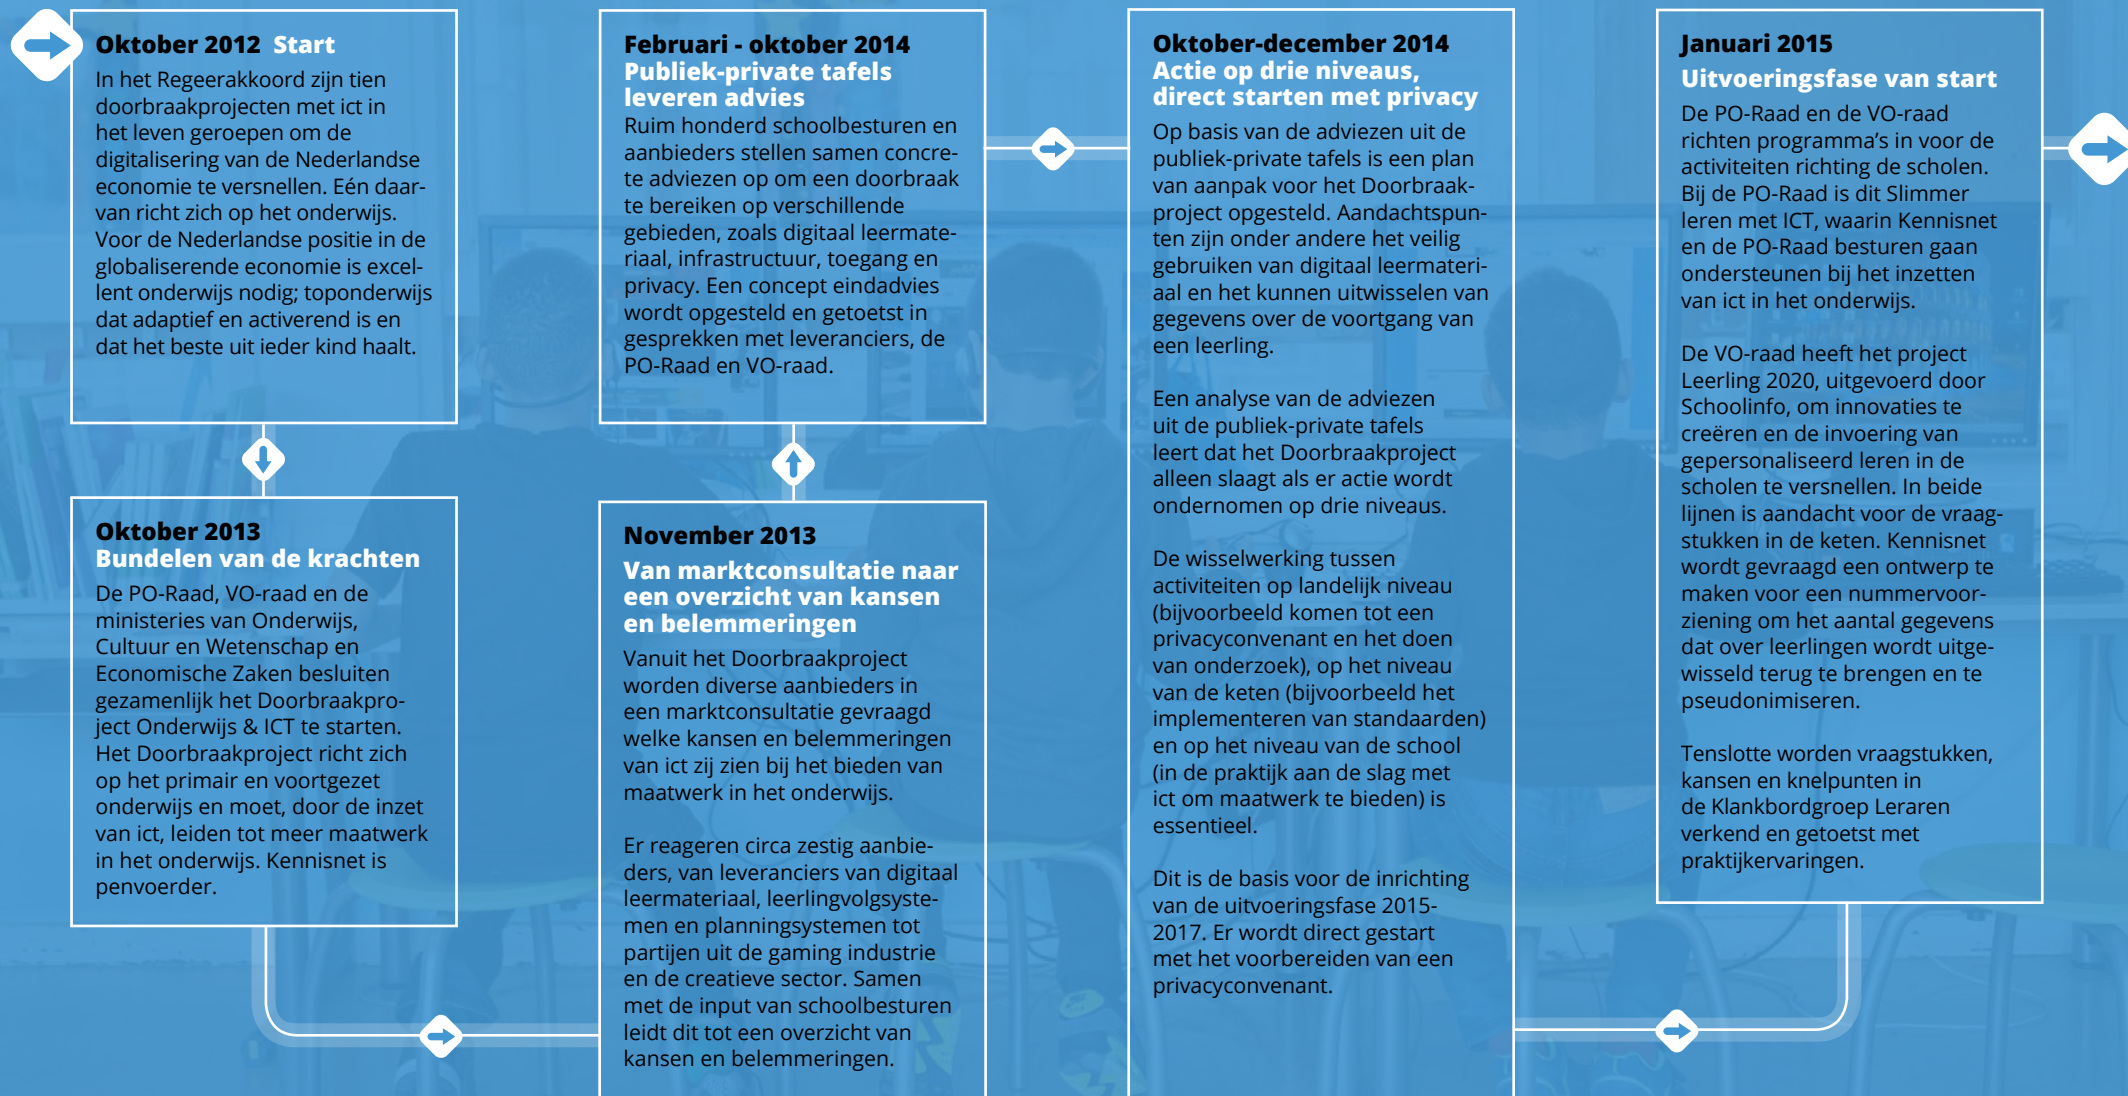 Oktober 2012 Start
In het Regeerakkoord zijn tien
doorbraakprojecten met ict in
het leven geroepen om de
digitalisering van de Nederlandse
economie te versnellen. Eén daar-
van richt zich op het onderwijs.
Voor de Nederlandse positie in de
globaliserende economie is excel-
lent onderwijs nodig; toponderwijs
dat adaptief en activerend is en
dat het beste uit ieder kind haalt.
Oktober 2013
Bundelen van de krachten
De PO-Raad, VO-raad en de
ministeries van Onderwijs,
Cultuur en Wetenschap en
Economische Zaken besluiten
gezamenlijk het Doorbraakpro-
ject Onderwijs & ICT te starten.
Het Doorbraakproject richt zich
op het primair en voortgezet
onderwijs en moet, door de inzet
van ict, leiden tot meer maatwerk
in het onderwijs. Kennisnet is
penvoerder.
November 2013
Van marktconsultatie naar
een overzicht van kansen
en belemmeringen
Vanuit het Doorbraakproject
worden diverse aanbieders in
een marktconsultatie gevraagd
welke kansen en belemmeringen
van ict zij zien bij het bieden van
maatwerk in het onderwijs.
Er reageren circa zestig aanbie-
ders, van leveranciers van digitaal
leermateriaal, leerlingvolgsyste-
men en planningsystemen tot
partijen uit de gaming industrie
en de creatieve sector. Samen
met de input van schoolbesturen
leidt dit tot een overzicht van
kansen en belemmeringen.
Februari - oktober 2014
Publiek-private tafels
leveren advies
Ruim honderd schoolbesturen en
aanbieders stellen samen concre-
te adviezen op om een doorbraak
te bereiken op verschillende
gebieden, zoals digitaal leermate-
riaal, infrastructuur, toegang en
privacy. Een concept eindadvies
wordt opgesteld en getoetst in
gesprekken met leveranciers, de
PO-Raad en VO-raad.
Oktober-december 2014
Actie op drie niveaus,
direct starten met privacy
Op basis van de adviezen uit de
publiek-private tafels is een plan
van aanpak voor het Doorbraak-
project opgesteld. Aandachtspun-
ten zijn onder andere het veilig
gebruiken van digitaal leermateri-
aal en het kunnen uitwisselen van
gegevens over de voortgang van
een leerling.
Een analyse van de adviezen
uit de publiek-private tafels
leert dat het Doorbraakproject
alleen slaagt als er actie wordt
ondernomen op drie niveaus.
De wisselwerking tussen
activiteiten op landelijk niveau
(bijvoorbeeld komen tot een
privacyconvenant en het doen
van onderzoek), op het niveau
van de keten (bijvoorbeeld het
implementeren van standaarden)
en op het niveau van de school
(in de praktijk aan de slag met
ict om maatwerk te bieden) is
essentieel.
Dit is de basis voor de inrichting
van de uitvoeringsfase 2015-
2017. Er wordt direct gestart
met het voorbereiden van een
privacyconvenant.
Januari 2015
Uitvoeringsfase van start
De PO-Raad en de VO-raad
richten programma's in voor de
activiteiten richting de scholen.
Bij de PO-Raad is dit Slimmer
leren met ICT, waarin Kennisnet
en de PO-Raad besturen gaan
ondersteunen bij het inzetten
van ict in het onderwijs.
De VO-raad heeft het project
Leerling 2020, uitgevoerd door
Schoolinfo, om innovaties te
creëren en de invoering van
gepersonaliseerd leren in de
scholen te versnellen. In beide
lijnen is aandacht voor de vraag-
stukken in de keten. Kennisnet
wordt gevraagd een ontwerp te
maken voor een nummervoor-
ziening om het aantal gegevens
dat over leerlingen wordt uitge-
wisseld terug te brengen en te
pseudonimiseren.
Tenslotte worden vraagstukken,
kansen en knelpunten in
de Klankbordgroep Leraren
verkend en getoetst met
praktijkervaringen.